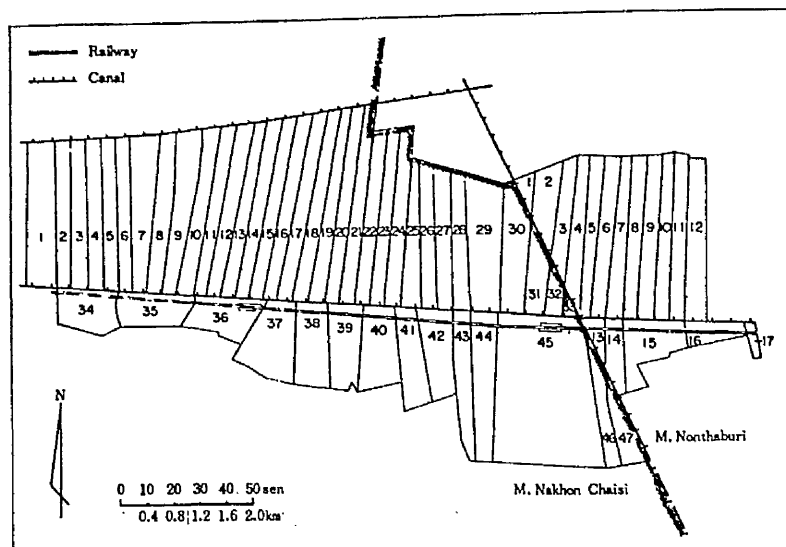 Railway
Canal
1 2
1 2 3 4 5 6 7 8 9 10 11 12 13 14 15 16 17 18 19 20 21 22 23 24 25 26 27 28 29 30 3 4 5 6 7 8 9 10 11 12
31 32 33
34 35 36 37 38 39 40 41 42 43 44 45 13 14 15 16 17
46 47
N
M. Nonthaburi
M. Nakhon Chaisi
0 10 20 30 40. 50 sen
0.4 0.8 1.2 1.6 2.0km